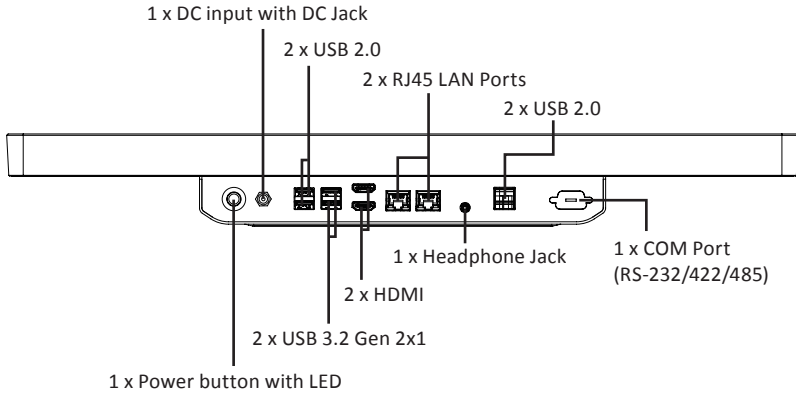 1 x DC input with DC Jack
2 x USB 2.0
2 x RJ45 LAN Ports
2 x USB 2.0
1 x Headphone Jack
1 x COM Port
(RS-232/422/485)
2 x HDMI
2 x USB 3.2 Gen 2x1
1 x Power button with LED